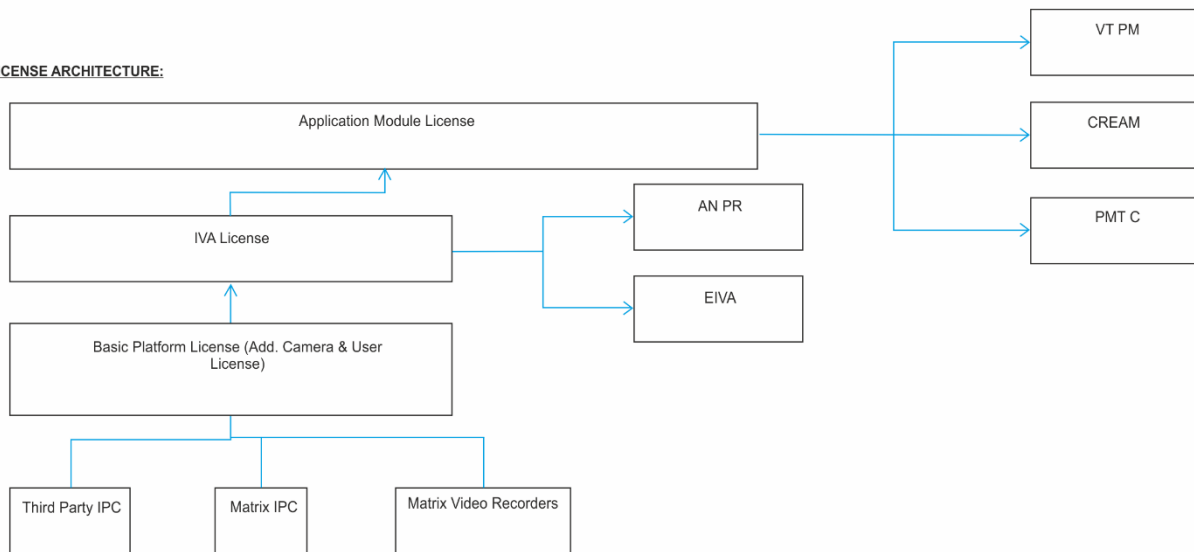 VT PM
CENSE ARCHITECTURE:
Application Module License
CREAM
AN PR
PMT C
IVA License
EIVA
Basic Platform License (Add. Camera & User
License)
Third Party IPC
Matrix IPC
Matrix Video Recorders